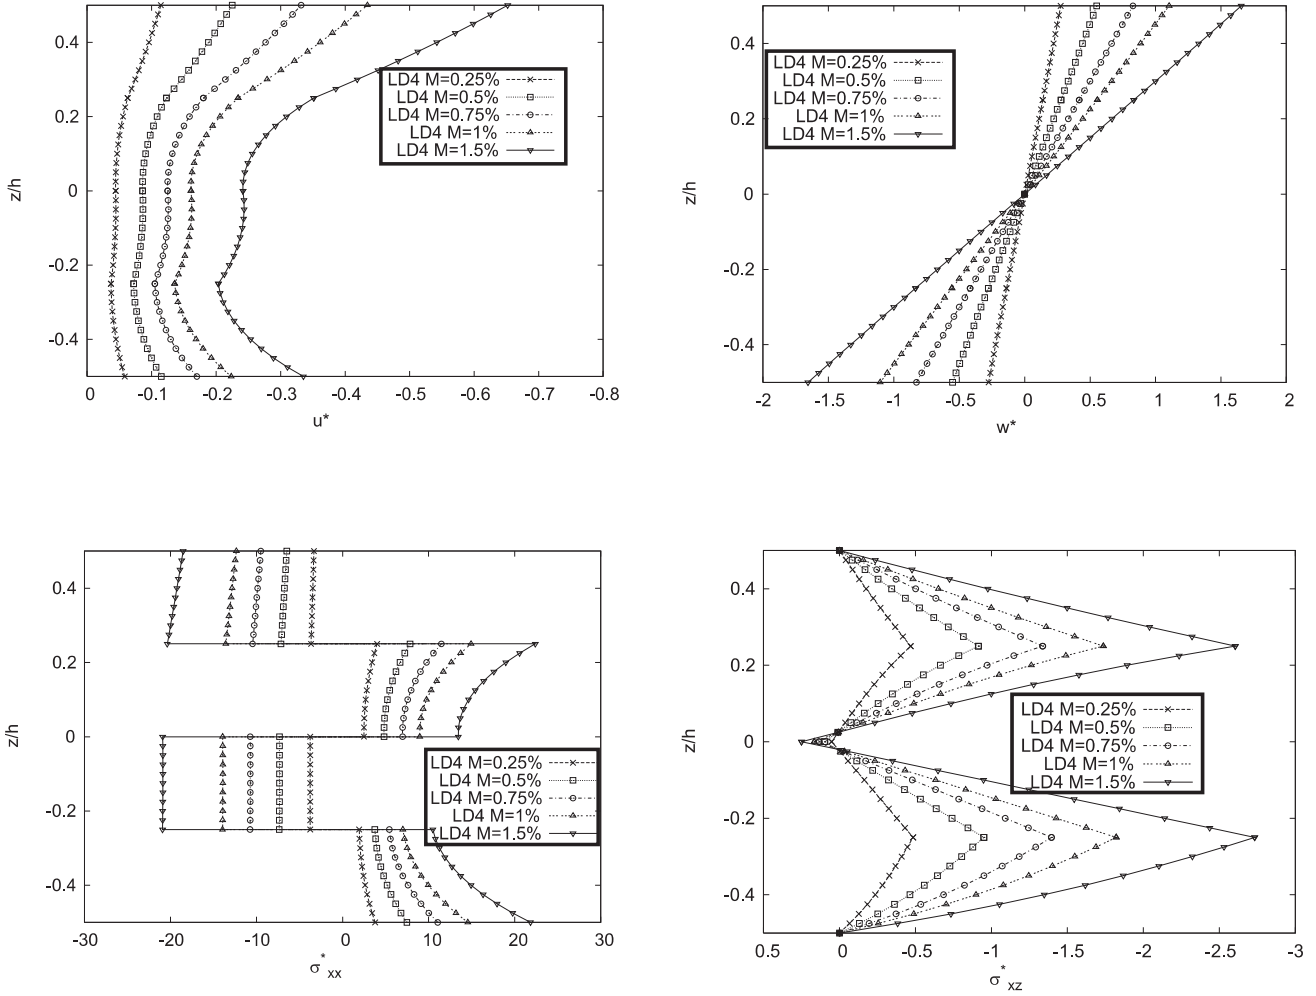 0.4
0.2
0
-0.2
-0.4
z/h
0 -0.1 -0.2 -0.3 -0.4 -0.5 -0.6 -0.7 -0.8
u*
LD4 M=0.25%
LD4 M=0.5%
LD4 M=0.75%
LD4 M=1%
LD4 M=1.5%
0.4
0.2
0
-0.2
-0.4
z/h
-2 -1.5 -1 -0.5 0 0.5 1 1.5 2
w*
LD4 M=0.25%
LD4 M=0.5%
LD4 M=0.75%
LD4 M=1%
LD4 M=1.5%
0.4
0.2
0
-0.2
-0.4
z/h
-30 -20 -10 0 10 20 30
σ*xx
LD4 M=0.25%
LD4 M=0.5%
LD4 M=0.75%
LD4 M=1%
LD4 M=1.5%
0.4
0.2
0
-0.2
-0.4
z/h
0.5 0 -0.5 -1 -1.5 -2 -2.5 -3
σ*xz
LD4 M=0.25%
LD4 M=0.5%
LD4 M=0.75%
LD4 M=1%
LD4 M=1.5%